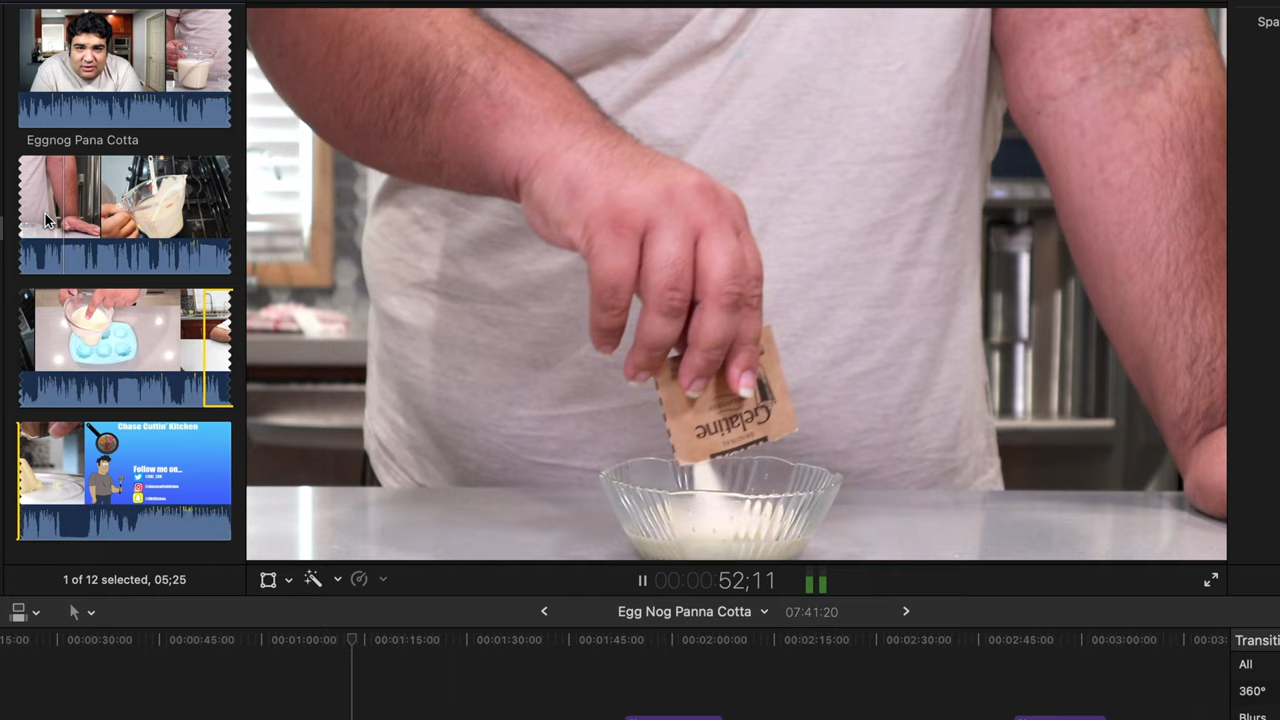 Spa
Eggnog Pana Cotta
Gelatine
Chase Cuttin' Kitchen
Follow me on...
1 of 12 selected, 05;25
00:00:52;11
Egg Nog Panna Cotta
07:41:20
15:00
00:00:30:00
00:00:45:00
00:01:00:00
00:01:15:00
00:01:30:00
00:01:45:00
00:02:00:00
00:02:15:00
00:02:30:00
00:02:45:00
00:03:00:00
00:03:
Transiti
All
360°
Blurs